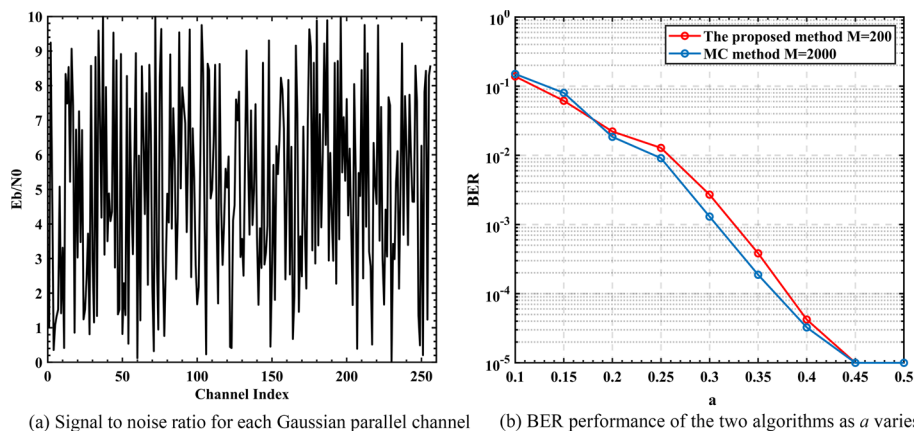 10
9
8
7
6
5
4
3
2
1
0
Eb/N0
0 50 100 150 200 250
Channel Index
(a) Signal to noise ratio for each Gaussian parallel channel
10^0
10^-1
10^-2
10^-3
10^-4
10^-5
BER
The proposed method M=200
MC method M=2000
0.1 0.15 0.2 0.25 0.3 0.35 0.4 0.45 0.5
a
(b) BER performance of the two algorithms as a varies